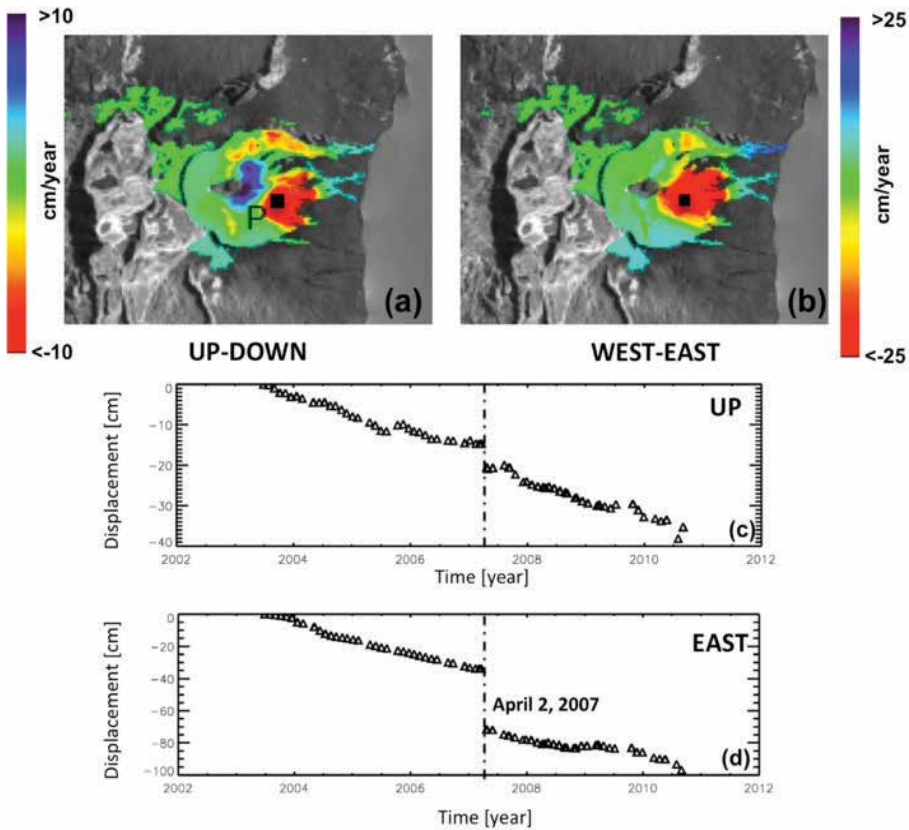 >10
>25
cm/year
cm/year
P
(a)
(b)
<-10
<-25
UP-DOWN
WEST-EAST
Displacement [cm]
0
-10
-20
-30
-40
UP
(c)
2002
2004
2006
2008
2010
2012
Time [year]
Displacement [cm]
0
-20
-40
-60
-80
-100
EAST
April 2, 2007
(d)
2002
2004
2006
2008
2010
2012
Time [year]